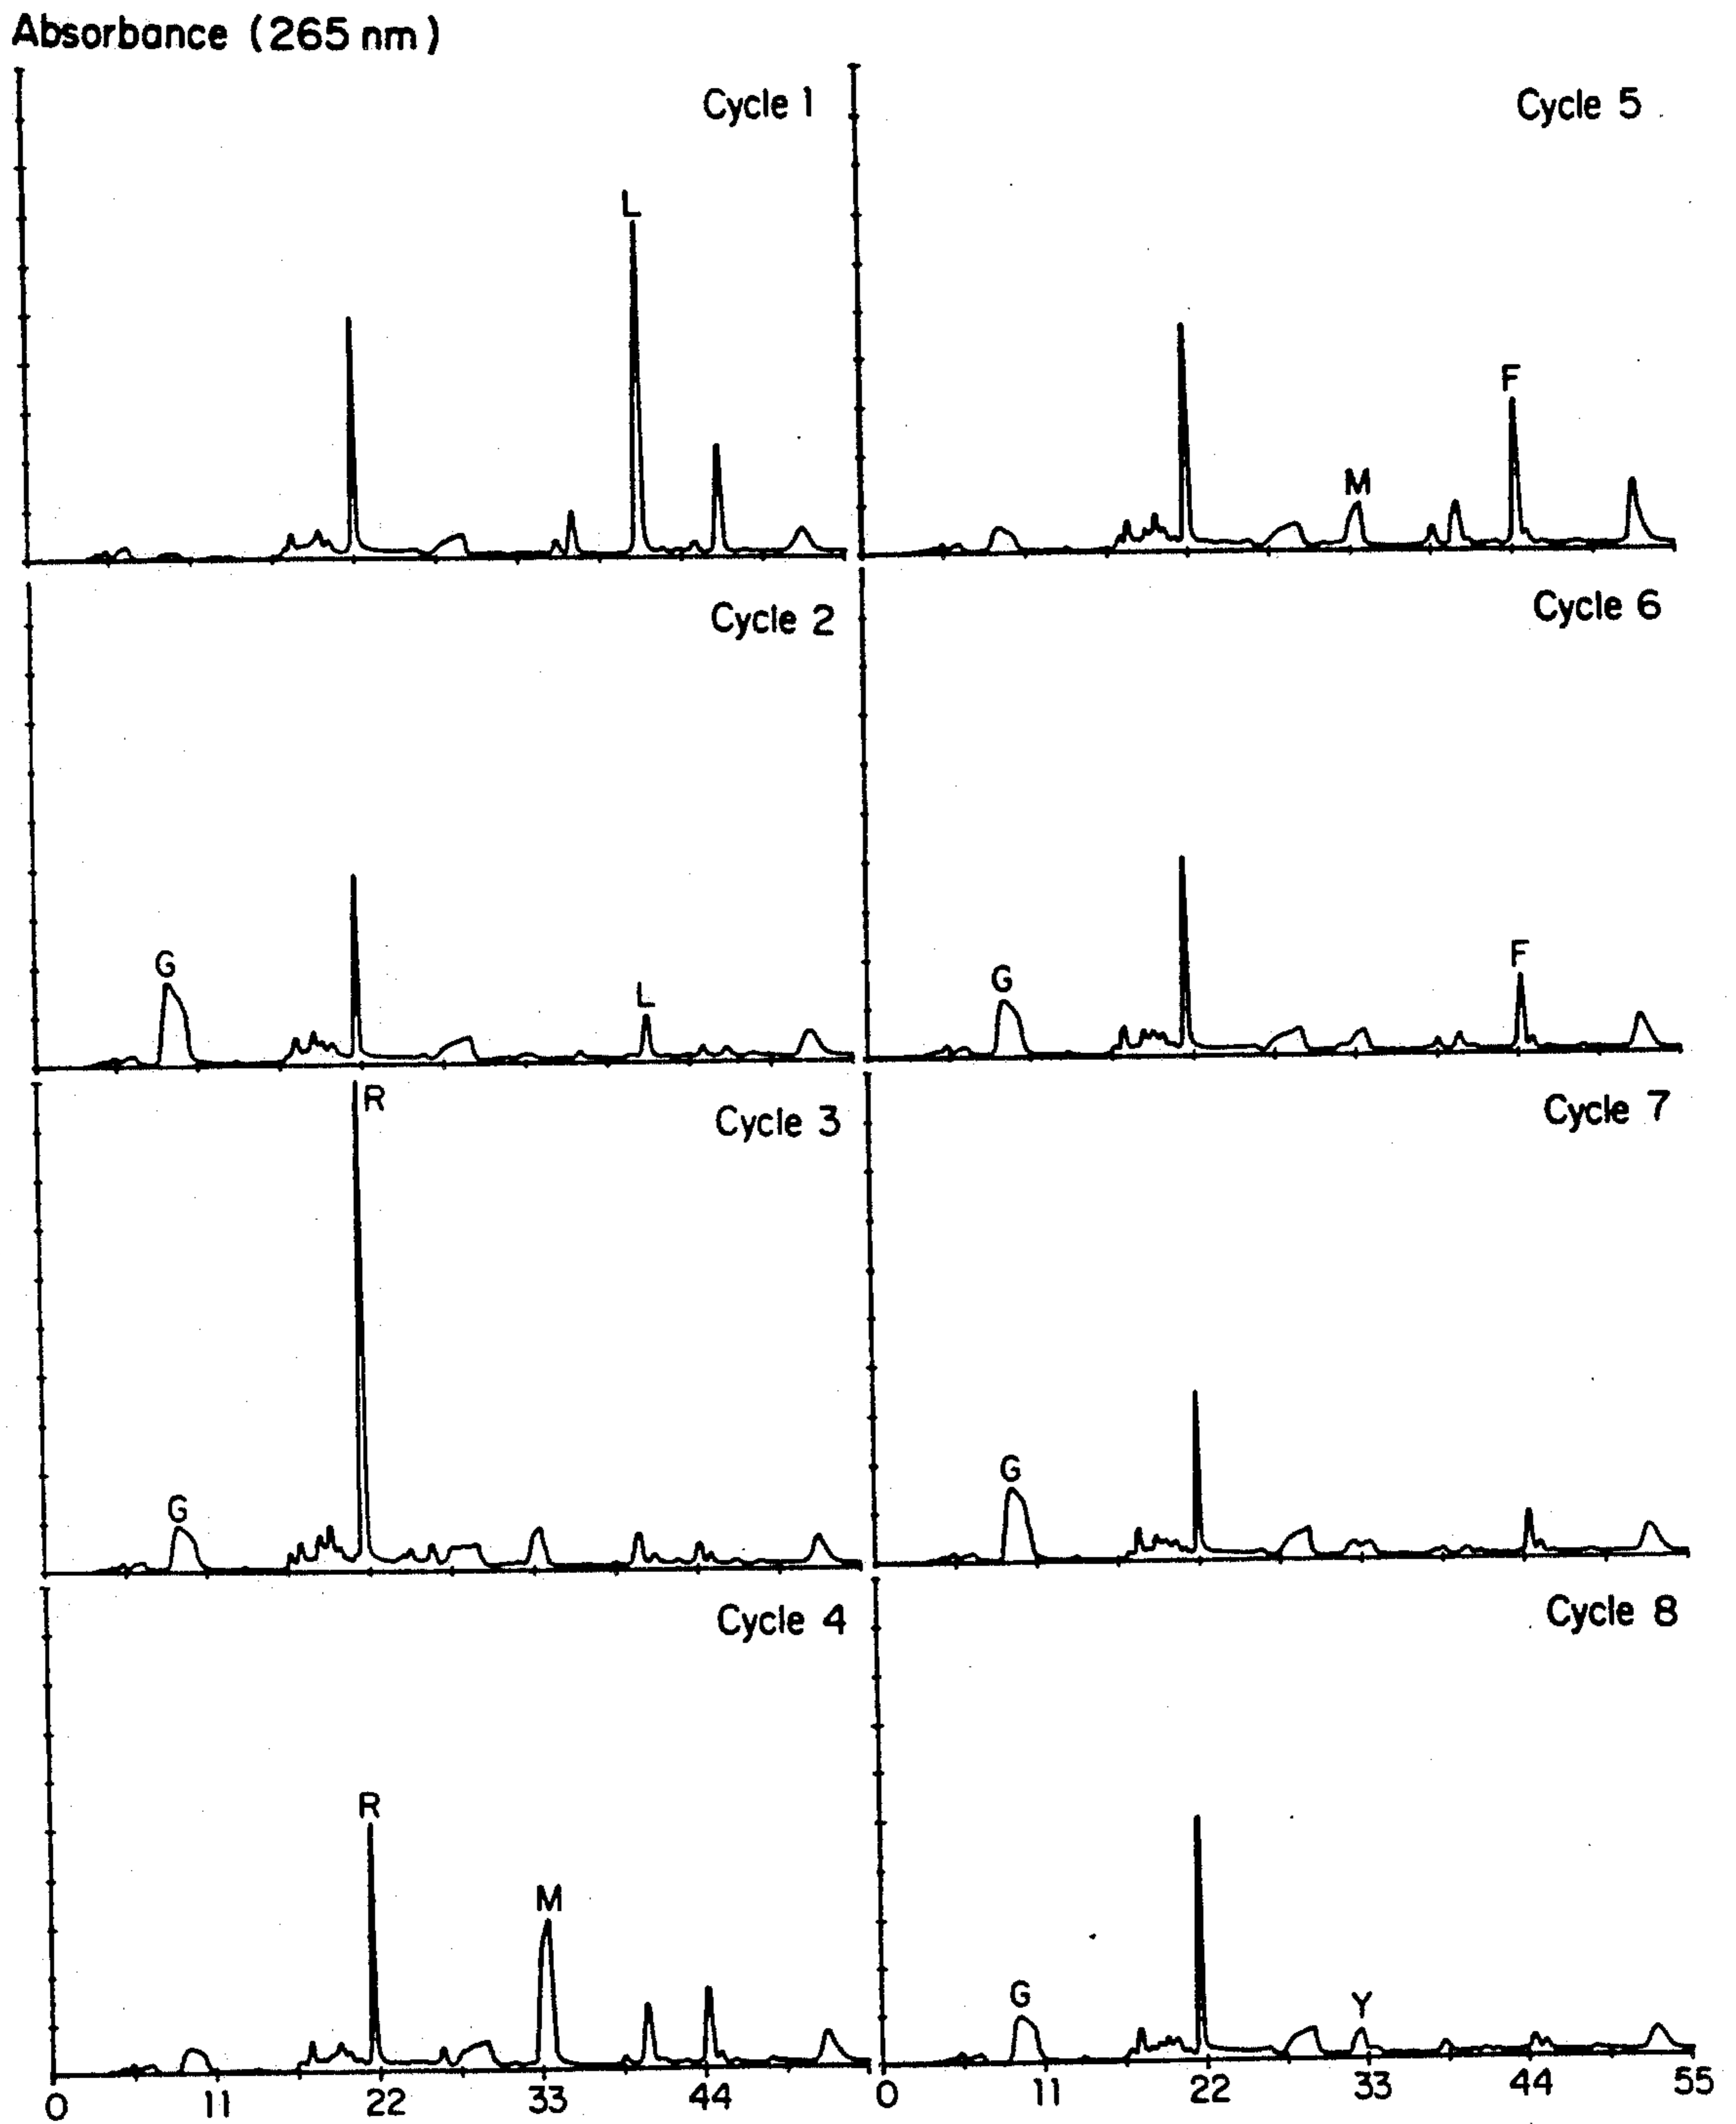 Absorbance (265 nm)
Cycle 1
L
Cycle 5
F
M
Cycle 2
G
L
Cycle 6
G
F
Cycle 3
R
G
Cycle 7
G
Cycle 4
R
M
Cycle 8
G
Y
0 11 22 33 44
0 11 22 33 44 55